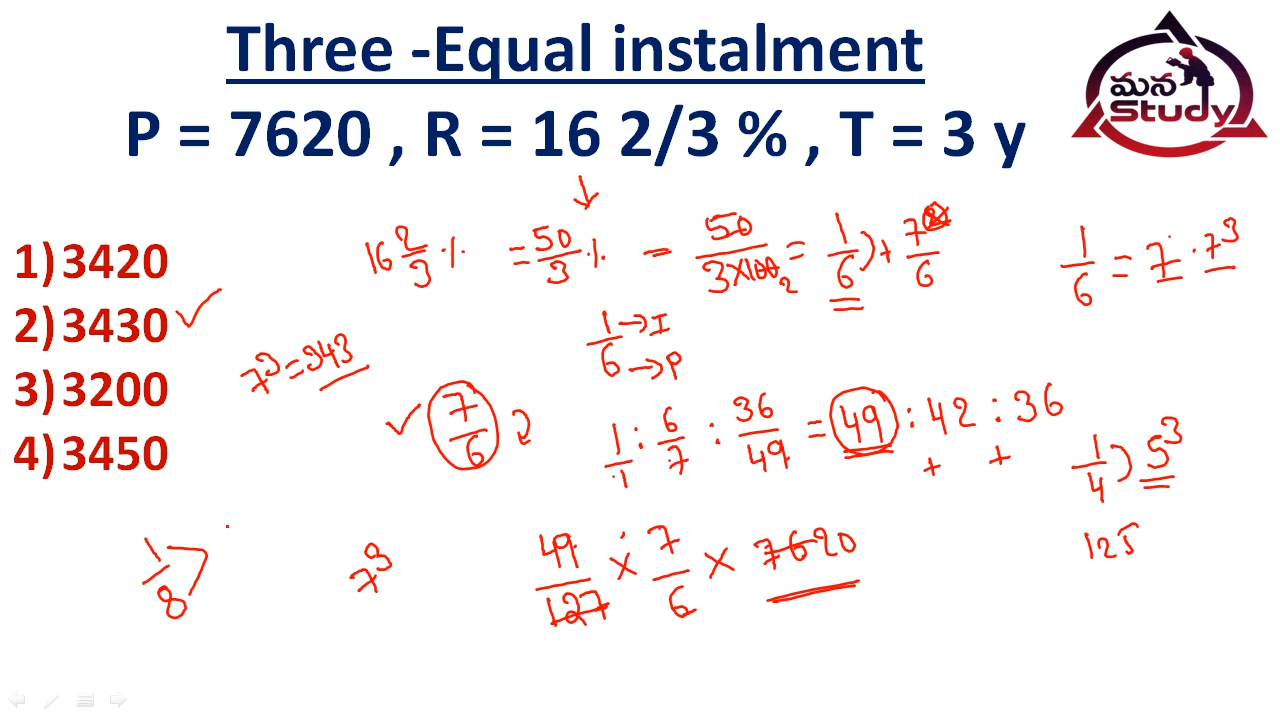 Three -Equal instalment
మన
Study
P = 7620 , R = 16 2/3 % , T = 3 y
1) 3420
2) 3430 ✓
3) 3200
4) 3450
16 2/3 % = 50/3 % = 50/(3×100) 2 = 1/6 ) + 7/6
1/6 = 7 · 7³
1 → I
6 → P
7³ = 343
✓ 7/6
1/1 : 6/7 : 36/49 = 49 : 42 : 36
+ +
1/4 ) 5³
125
1/8
7³
49/127 × 7/6 × 7620